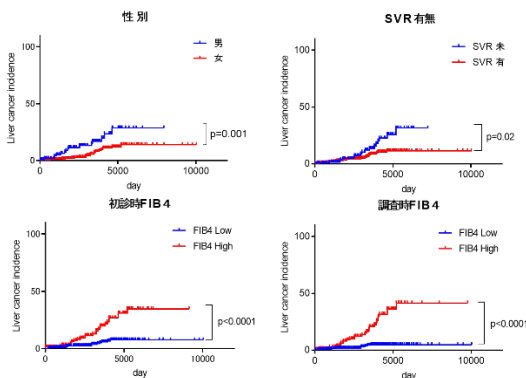 性別
男
女
Liver cancer incidence
100
50
0
p=0.001
0
5000
10000
day
SVR有無
SVR 未
SVR 有
Liver cancer incidence
100
50
0
p=0.02
0
5000
10000
day
初診時FIB4
FIB4 Low
FIB4 High
Liver cancer incidence
100
50
0
p<0.0001
0
5000
10000
day
調査時FIB4
FIB4 Low
FIB4 High
Liver cancer incidence
100
50
0
p<0.0001
0
5000
10000
day